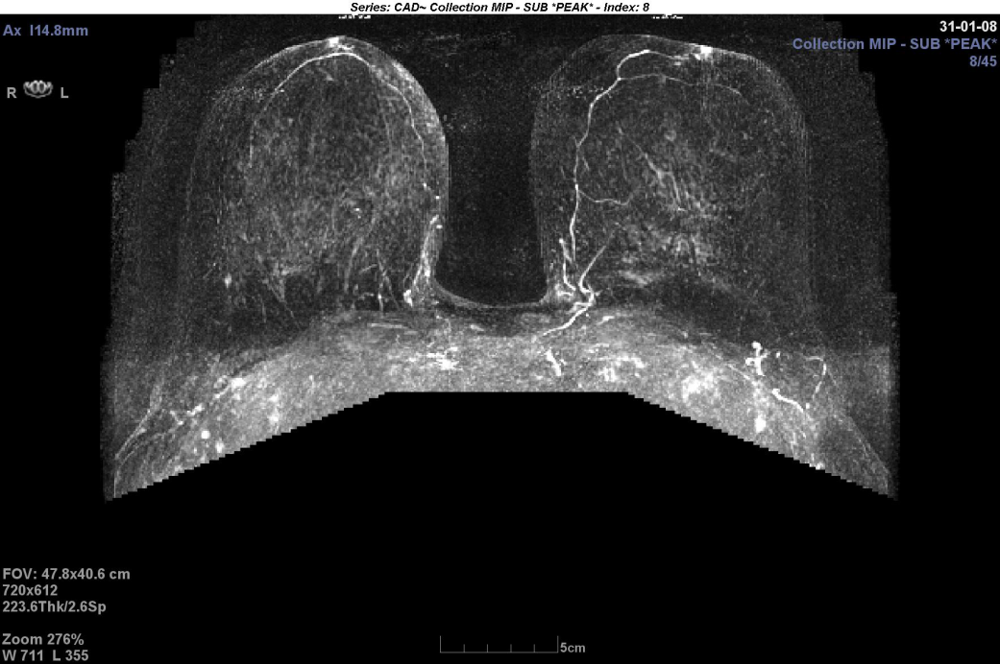 Series: CAD~ Collection MIP - SUB *PEAK* - Index: 8
Ax I14.8mm
31-01-08
Collection MIP - SUB *PEAK*
8/45
R L
FOV: 47.8x40.6 cm
720x612
223.6Thk/2.6Sp
Zoom 276%
W 711 L 355
5cm